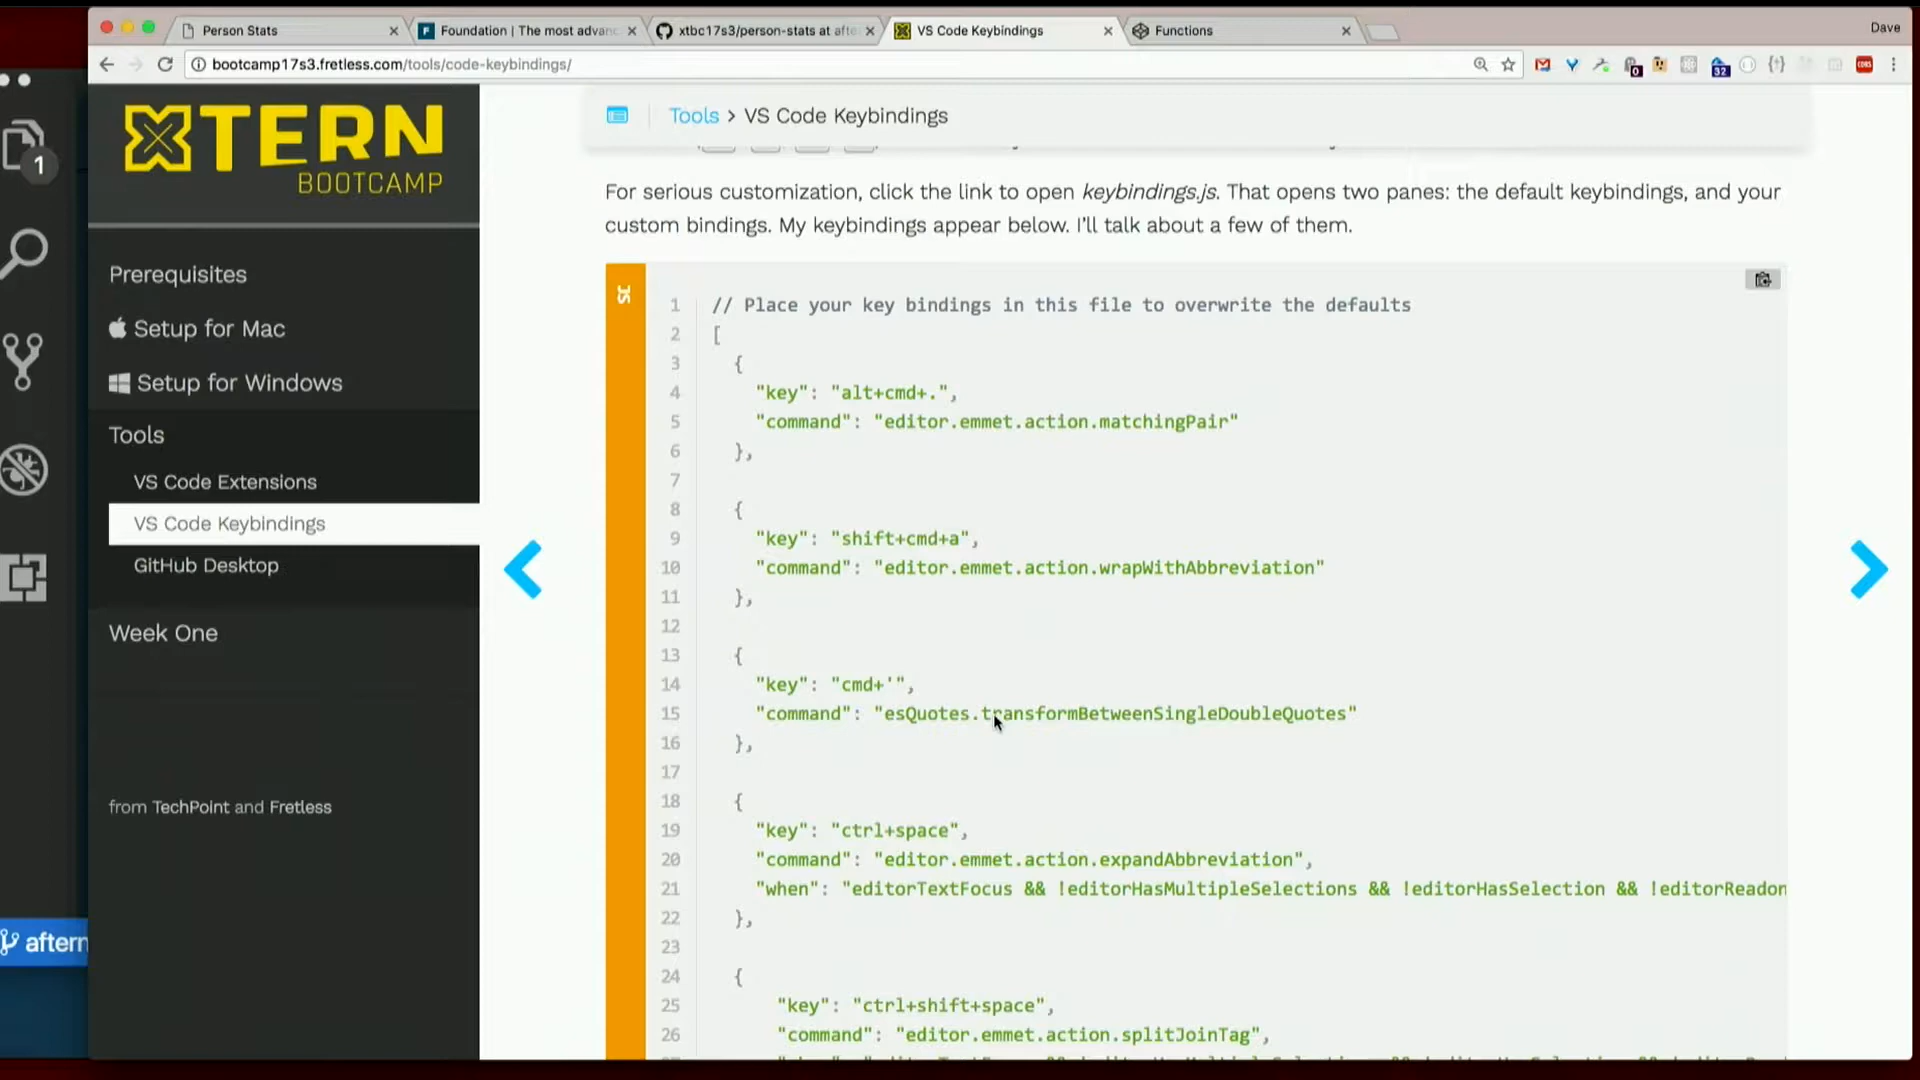 Person Stats
Foundation | The most advanc
xtbc17s3/person-stats at afte
VS Code Keybindings
Functions
Dave
bootcamp17s3.fretless.com/tools/code-keybindings/
0
32
CORS
1
XTERN
BOOTCAMP
Prerequisites
Setup for Mac
Setup for Windows
Tools
VS Code Extensions
VS Code Keybindings
GitHub Desktop
Week One
from TechPoint and Fretless
aftern
Tools > VS Code Keybindings
For serious customization, click the link to open keybindings.js. That opens two panes: the default keybindings, and your
custom bindings. My keybindings appear below. I'll talk about a few of them.
JS
1 // Place your key bindings in this file to overwrite the defaults
2 [
3 {
4 "key": "alt+cmd+.",
5 "command": "editor.emmet.action.matchingPair"
6 },
7
8 {
9 "key": "shift+cmd+a",
10 "command": "editor.emmet.action.wrapWithAbbreviation"
11 },
12
13 {
14 "key": "cmd+'",
15 "command": "esQuotes.transformBetweenSingleDoubleQuotes"
16 },
17
18 {
19 "key": "ctrl+space",
20 "command": "editor.emmet.action.expandAbbreviation",
21 "when": "editorTextFocus && !editorHasMultipleSelections && !editorHasSelection && !editorReadon
22 },
23
24 {
25 "key": "ctrl+shift+space",
26 "command": "editor.emmet.action.splitJoinTag",